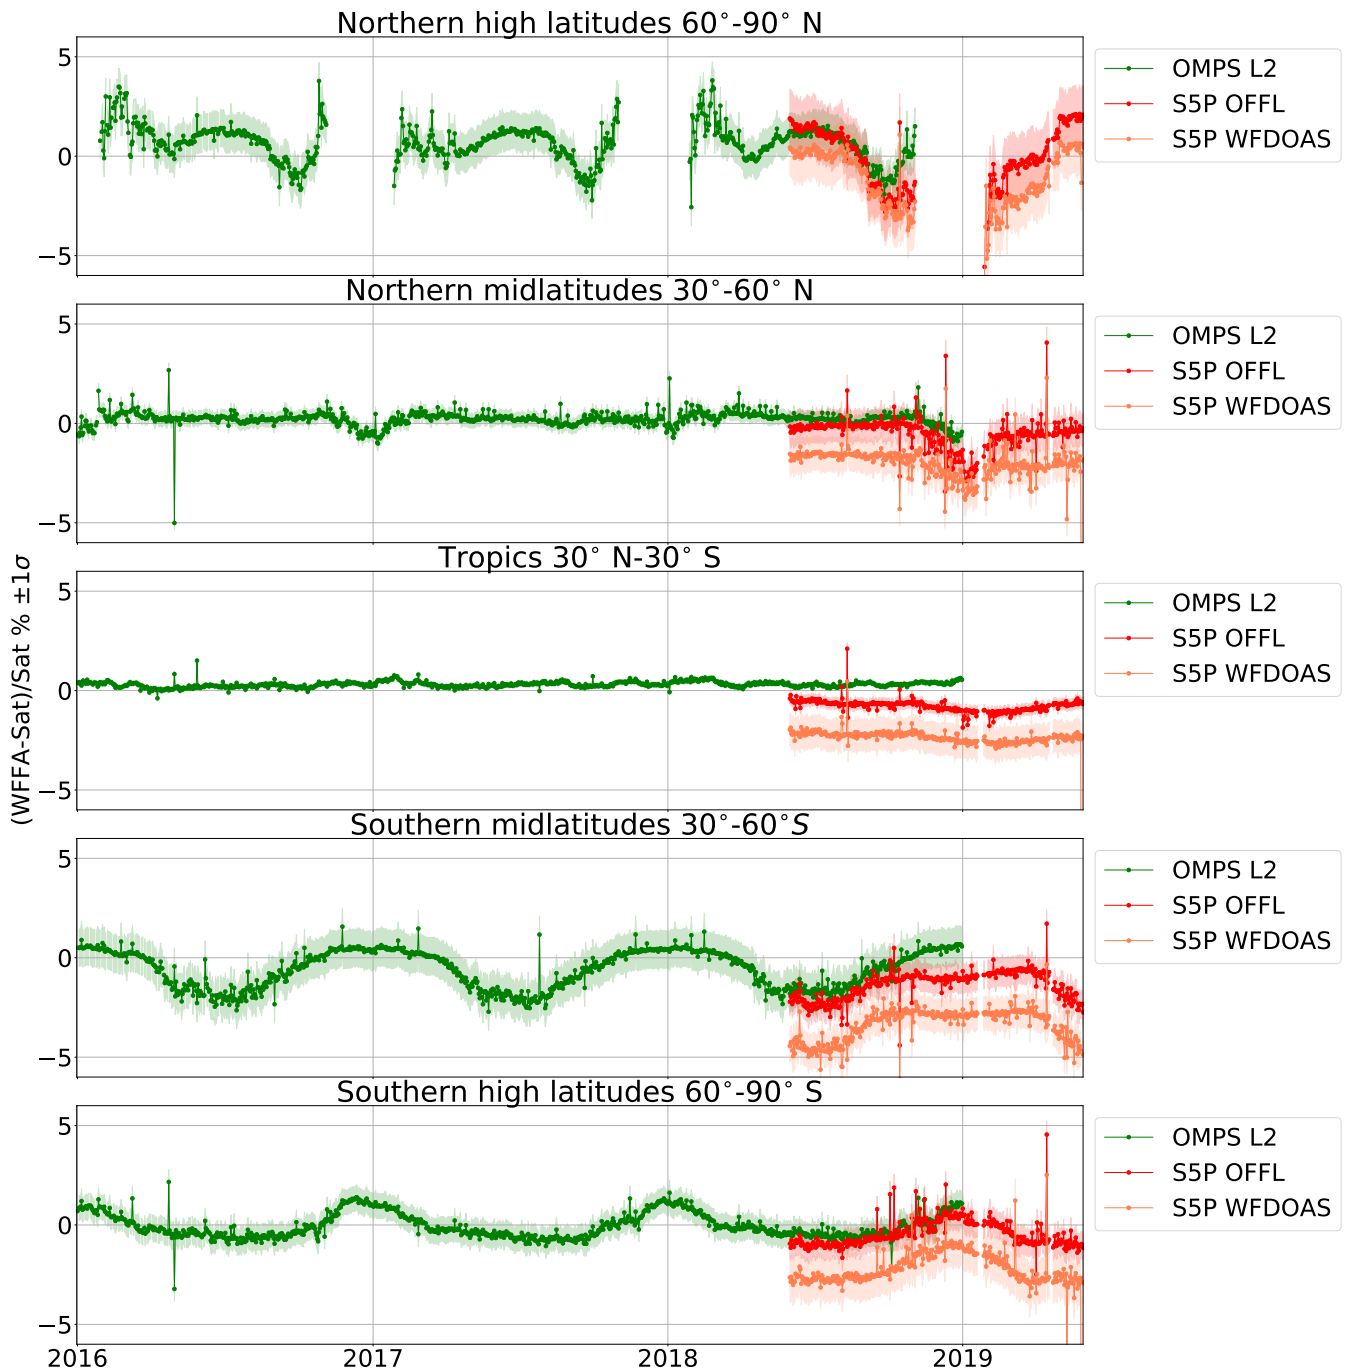 Northern high latitudes 60°-90° N
5
0
−5
OMPS L2
S5P OFFL
S5P WFDOAS
Northern midlatitudes 30°-60° N
5
0
−5
OMPS L2
S5P OFFL
S5P WFDOAS
Tropics 30° N-30° S
5
0
−5
OMPS L2
S5P OFFL
S5P WFDOAS
(WFFA-Sat)/Sat % ±1σ
Southern midlatitudes 30°-60°S
5
0
−5
OMPS L2
S5P OFFL
S5P WFDOAS
Southern high latitudes 60°-90° S
5
0
−5
OMPS L2
S5P OFFL
S5P WFDOAS
2016 2017 2018 2019